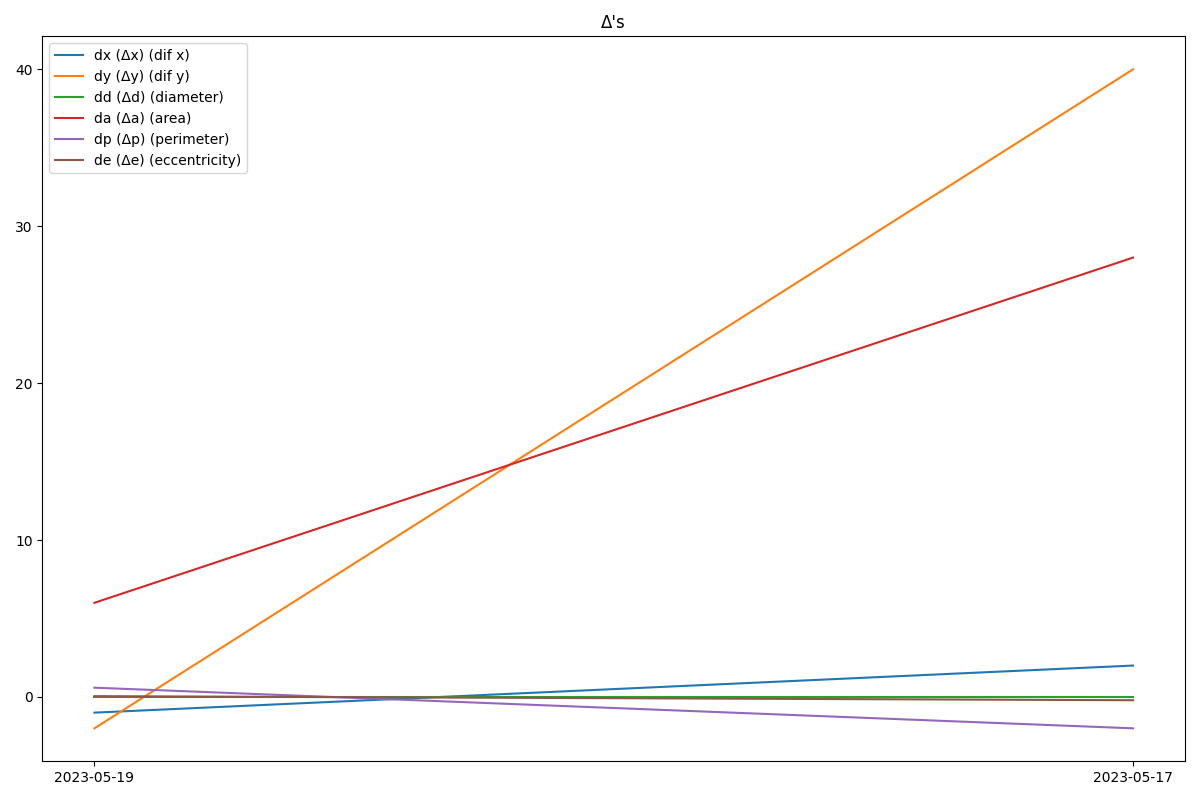 Δ's
dx (Δx) (dif x)
dy (Δy) (dif y)
dd (Δd) (diameter)
da (Δa) (area)
dp (Δp) (perimeter)
de (Δe) (eccentricity)
40
30
20
10
0
2023-05-19
2023-05-17